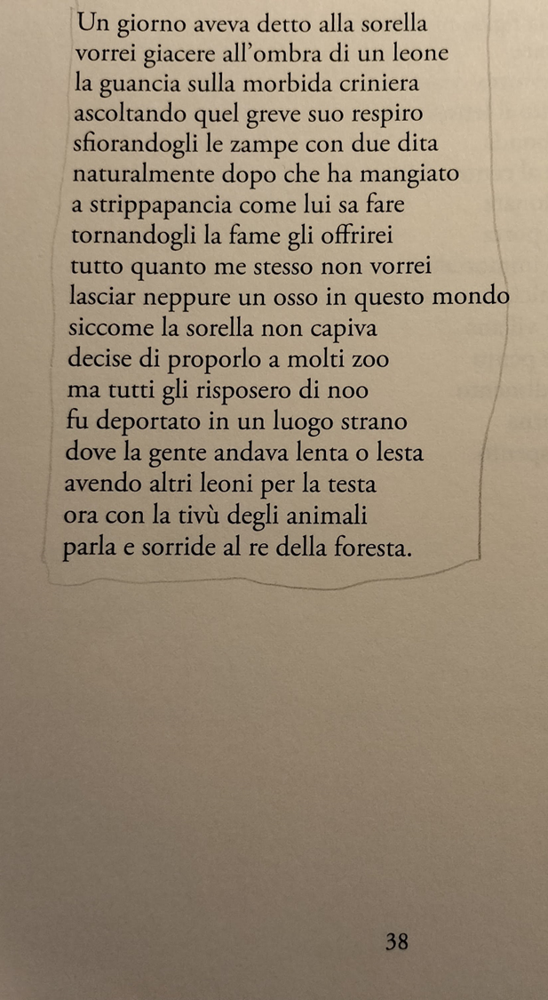 Un giorno aveva detto alla sorella
vorrei giacere all'ombra di un leone
la guancia sulla morbida criniera
ascoltando quel greve suo respiro
sfiorandogli le zampe con due dita
naturalmente dopo che ha mangiato
a strippapancia come lui sa fare
tornandogli la fame gli offrirei
tutto quanto me stesso non vorrei
lasciar neppure un osso in questo mondo
siccome la sorella non capiva
decise di proporlo a molti zoo
ma tutti gli risposero di noo
fu deportato in un luogo strano
dove la gente andava lenta o lesta
avendo altri leoni per la testa
ora con la tivù degli animali
parla e sorride al re della foresta.
38